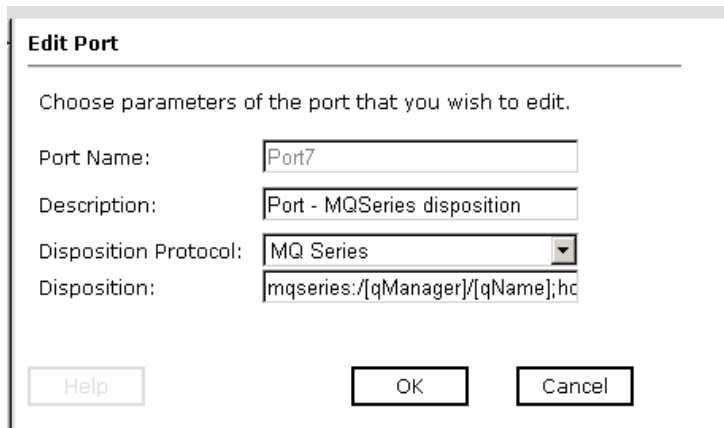 Edit Port
Choose parameters of the port that you wish to edit.
Port Name: Port7
Description: Port - MQSeries disposition
Disposition Protocol: MQ Series
Disposition: mqseries:/[qManager]/[qName];hc
Help OK Cancel